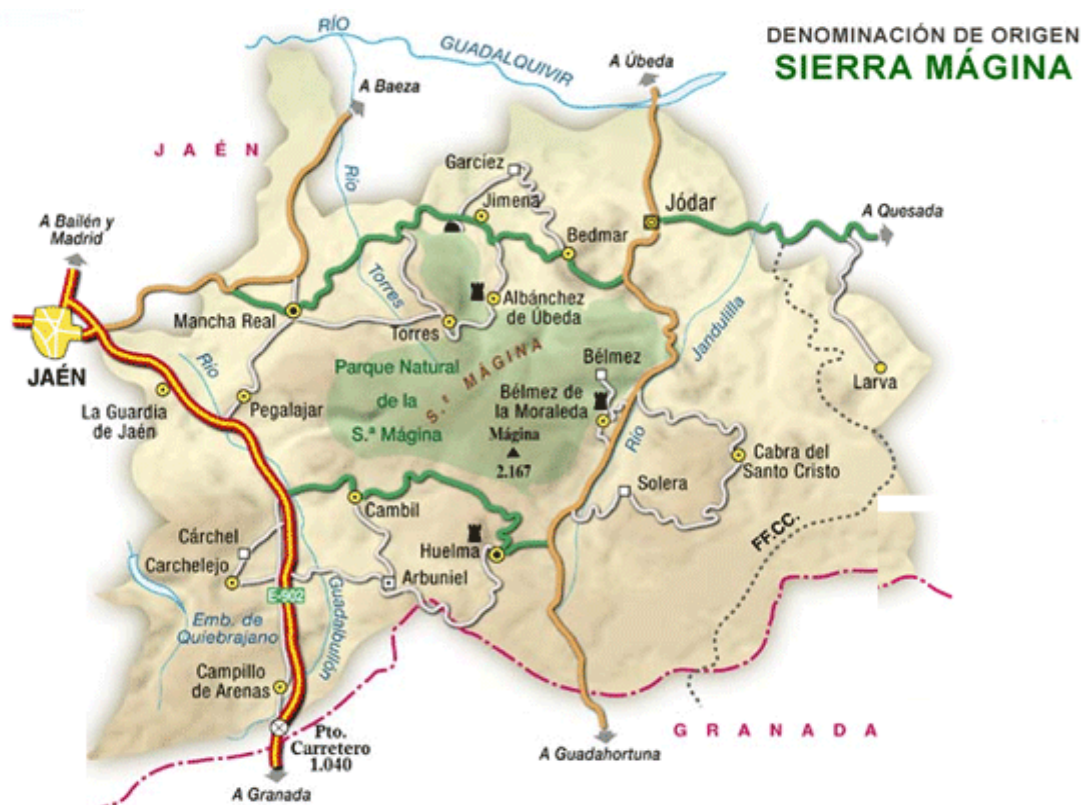 DENOMINACIÓN DE ORIGEN
SIERRA MÁGINA
RÍO
GUADALQUIVIR
A Úbeda
A Baeza
JAÉN
Garcíez
Río
Jimena
Jódar
A Quesada
A Bailén y
Madrid
Bedmar
Torres
Albánchez
de Úbeda
Mancha Real
Torres
Jandulilla
JAÉN
Río
Parque Natural
de la
S.ª Mágina
S.ª MÁGINA
Bélmez
Larva
La Guardia
de Jaén
Pegalajar
Bélmez de
la Moraleda
Mágina
2.167
Río
Cabra del
Santo Cristo
Solera
Cambil
FF.CC.
Cárchel
Huelma
Carchelejo
Arbuniel
E-902
Guadalbullón
Emb. de
Quiebrajano
Campillo
de Arenas
Pto.
Carretero
1.040
GRANADA
A Guadahortuna
A Granada